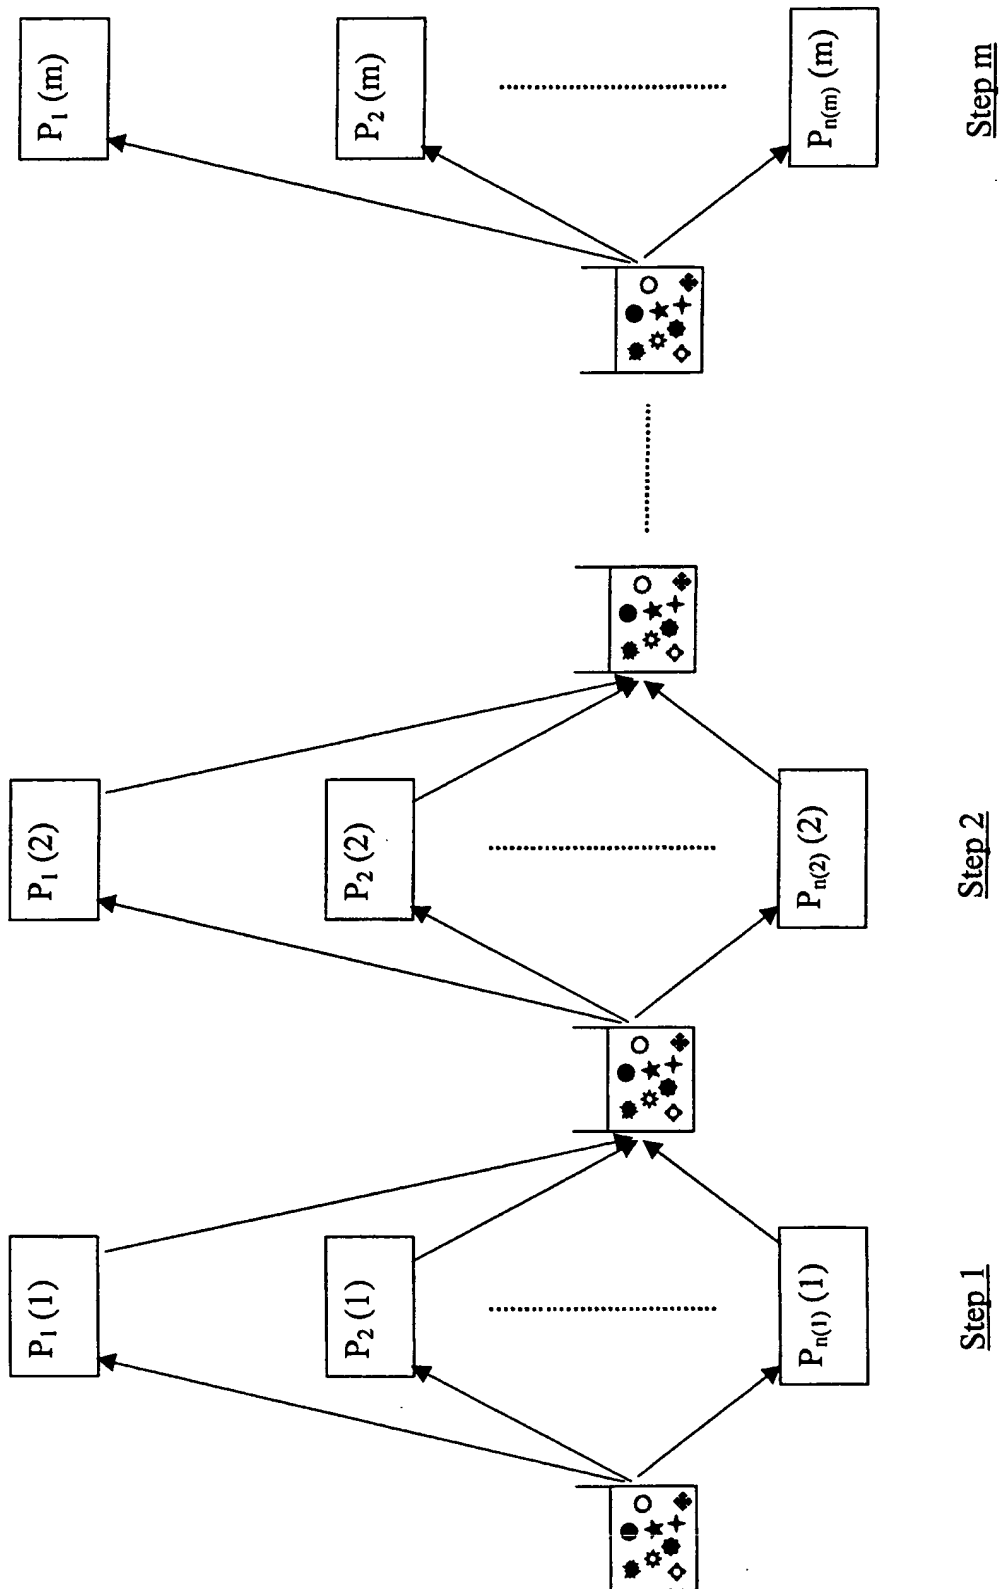 P₁ (1)
P₂ (1)
Pₙ₍₁₎ (1)
Step 1
P₁ (2)
P₂ (2)
Pₙ₍₂₎ (2)
Step 2
P₁ (m)
P₂ (m)
Pₙ₍ₘ₎ (m)
Step m